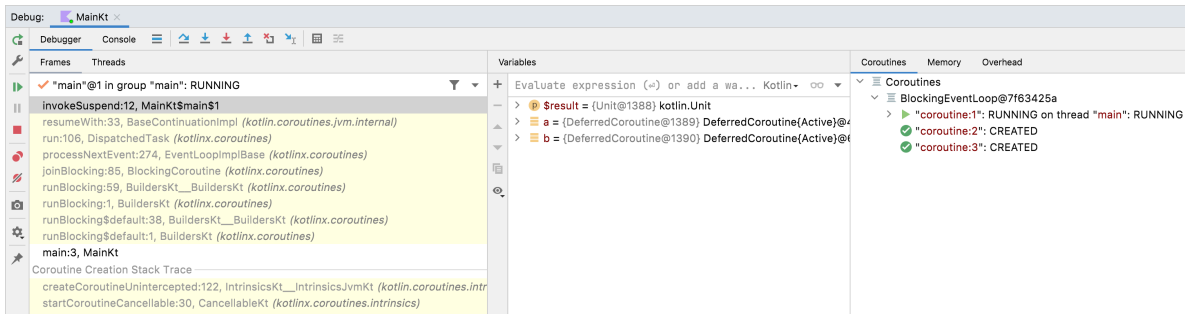 Debug: MainKt
Debugger Console
Frames Threads
"main"@1 in group "main": RUNNING
invokeSuspend:12, MainKt$main$1
resumeWith:33, BaseContinuationImpl (kotlin.coroutines.jvm.internal)
run:106, DispatchedTask (kotlinx.coroutines)
processNextEvent:274, EventLoopImplBase (kotlinx.coroutines)
joinBlocking:85, BlockingCoroutine (kotlinx.coroutines)
runBlocking:59, BuildersKt__BuildersKt (kotlinx.coroutines)
runBlocking:1, BuildersKt (kotlinx.coroutines)
runBlocking$default:38, BuildersKt__BuildersKt (kotlinx.coroutines)
runBlocking$default:1, BuildersKt (kotlinx.coroutines)
main:3, MainKt
Coroutine Creation Stack Trace
createCoroutineUnintercepted:122, IntrinsicsKt__IntrinsicsJvmKt (kotlin.coroutines.intr
startCoroutineCancellable:30, CancellableKt (kotlinx.coroutines.intrinsics)
Variables
Evaluate expression (⏎) or add a wa... Kotlin
p $result = {Unit@1388} kotlin.Unit
a = {DeferredCoroutine@1389} DeferredCoroutine{Active}@4
b = {DeferredCoroutine@1390} DeferredCoroutine{Active}@6
Coroutines Memory Overhead
Coroutines
BlockingEventLoop@7f63425a
"coroutine:1": RUNNING on thread "main": RUNNING
"coroutine:2": CREATED
"coroutine:3": CREATED